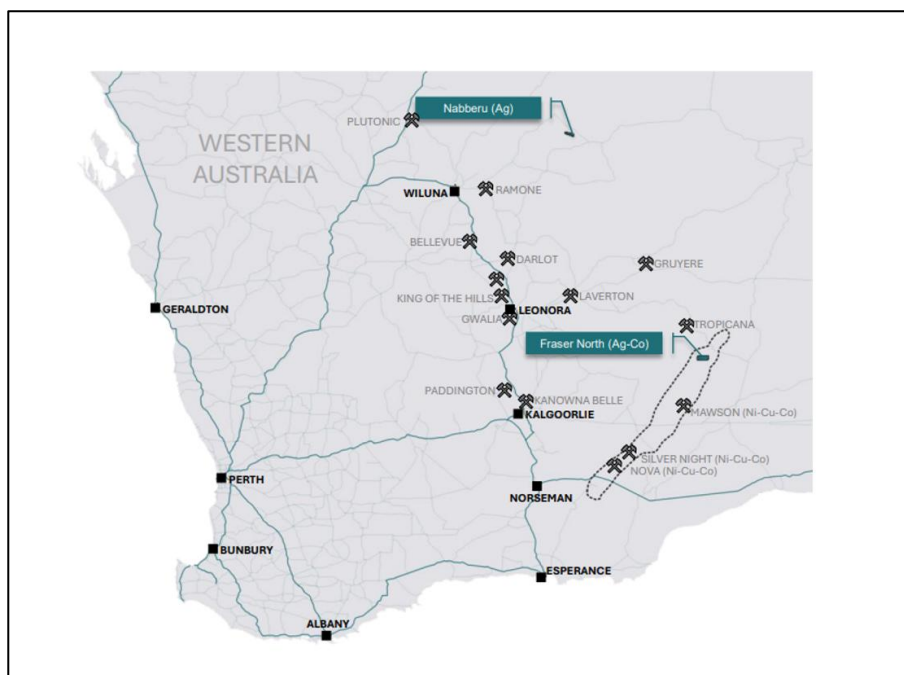 Nabberu (Ag)
PLUTONIC
WESTERN
AUSTRALIA
WILUNA
RAMONE
BELLEVUE
DARLOT
GRUYERE
KING OF THE HILLS
LAVERTON
GERALDTON
LEONORA
GWALIA
TROPICANA
Fraser North (Ag-Co)
PADDINGTON
KANOWNA BELLE
KALGOORLIE
MAWSON (Ni-Cu-Co)
SILVER NIGHT (Ni-Cu-Co)
NOVA (Ni-Cu-Co)
PERTH
NORSEMAN
BUNBURY
ESPERANCE
ALBANY